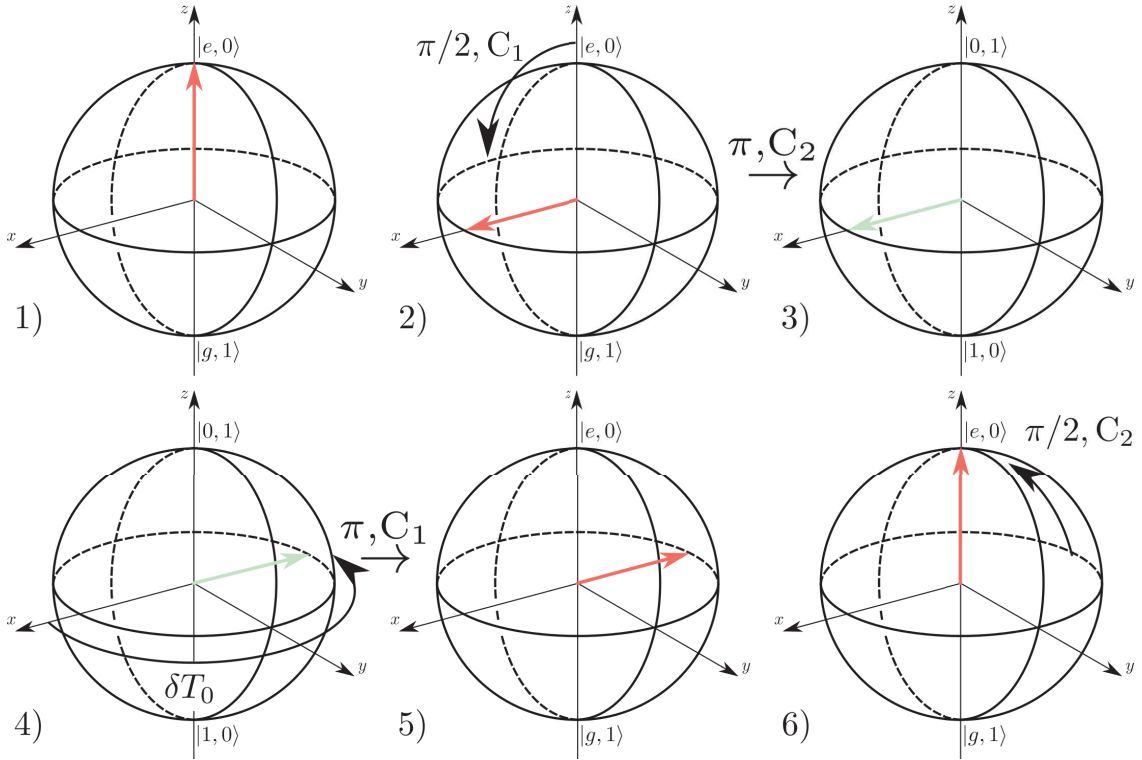 z
|e, 0⟩
x
y
|g, 1⟩
1)
π/2, C₁
z
|e, 0⟩
x
y
|g, 1⟩
2)
π, C₂
→
z
|0, 1⟩
x
y
|1, 0⟩
3)
z
|0, 1⟩
x
y
δT₀
|1, 0⟩
4)
π, C₁
→
z
|e, 0⟩
x
y
|g, 1⟩
5)
z
|e, 0⟩
π/2, C₂
x
y
|g, 1⟩
6)